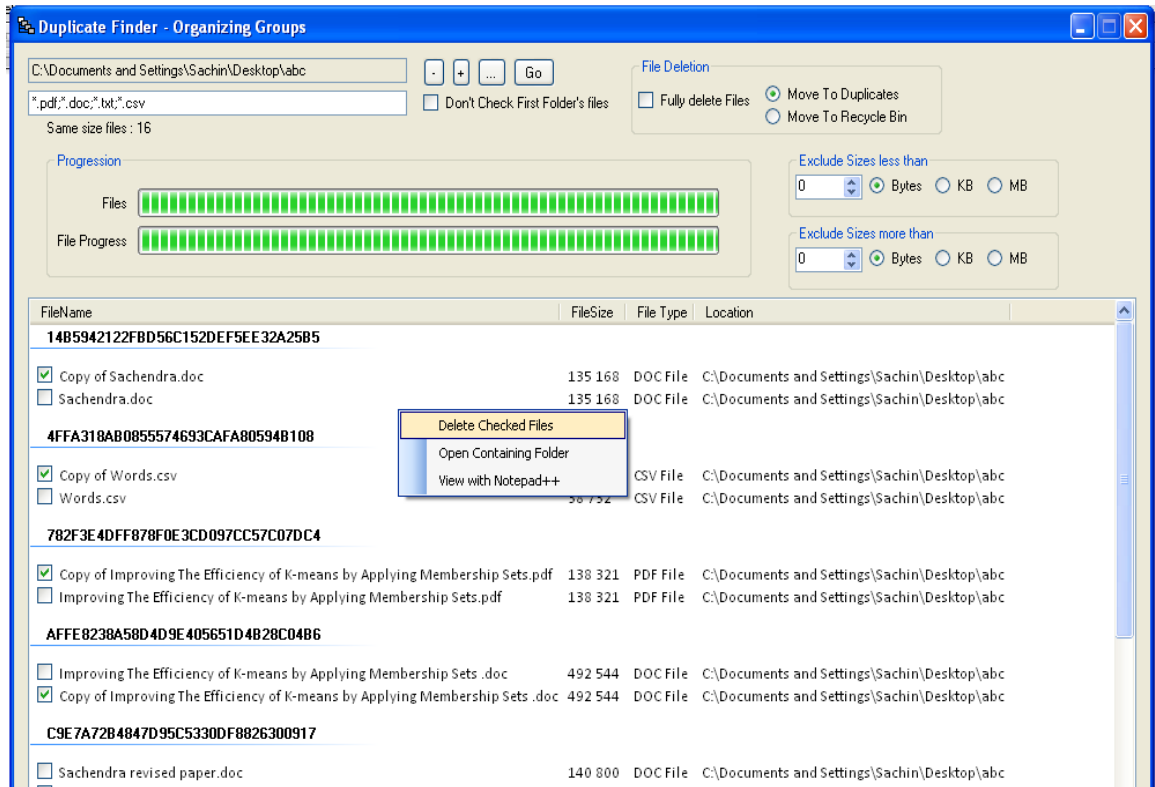 Duplicate Finder - Organizing Groups
C:\Documents and Settings\Sachin\Desktop\abc - + ... Go
*.pdf;*.doc;*.txt;*.csv Don't Check First Folder's files
Same size files : 16
File Deletion
Fully delete Files Move To Duplicates
Move To Recycle Bin
Progression
Files
File Progress
Exclude Sizes less than
0 Bytes KB MB
Exclude Sizes more than
0 Bytes KB MB
FileName FileSize File Type Location
14B5942122FBD56C152DEF5EE32A25B5
Copy of Sachendra.doc 135 168 DOC File C:\Documents and Settings\Sachin\Desktop\abc
Sachendra.doc 135 168 DOC File C:\Documents and Settings\Sachin\Desktop\abc
4FFA318AB0855574693CAFA80594B108
Copy of Words.csv CSV File C:\Documents and Settings\Sachin\Desktop\abc
Words.csv CSV File C:\Documents and Settings\Sachin\Desktop\abc
Delete Checked Files
Open Containing Folder
View with Notepad++
782F3E4DFF878F0E3CD097CC57C07DC4
Copy of Improving The Efficiency of K-means by Applying Membership Sets.pdf 138 321 PDF File C:\Documents and Settings\Sachin\Desktop\abc
Improving The Efficiency of K-means by Applying Membership Sets.pdf 138 321 PDF File C:\Documents and Settings\Sachin\Desktop\abc
AFFE8238A58D4D9E405651D4B28C04B6
Improving The Efficiency of K-means by Applying Membership Sets .doc 492 544 DOC File C:\Documents and Settings\Sachin\Desktop\abc
Copy of Improving The Efficiency of K-means by Applying Membership Sets .doc 492 544 DOC File C:\Documents and Settings\Sachin\Desktop\abc
C9E7A72B4847D95C5330DF8826300917
Sachendra revised paper.doc 140 800 DOC File C:\Documents and Settings\Sachin\Desktop\abc